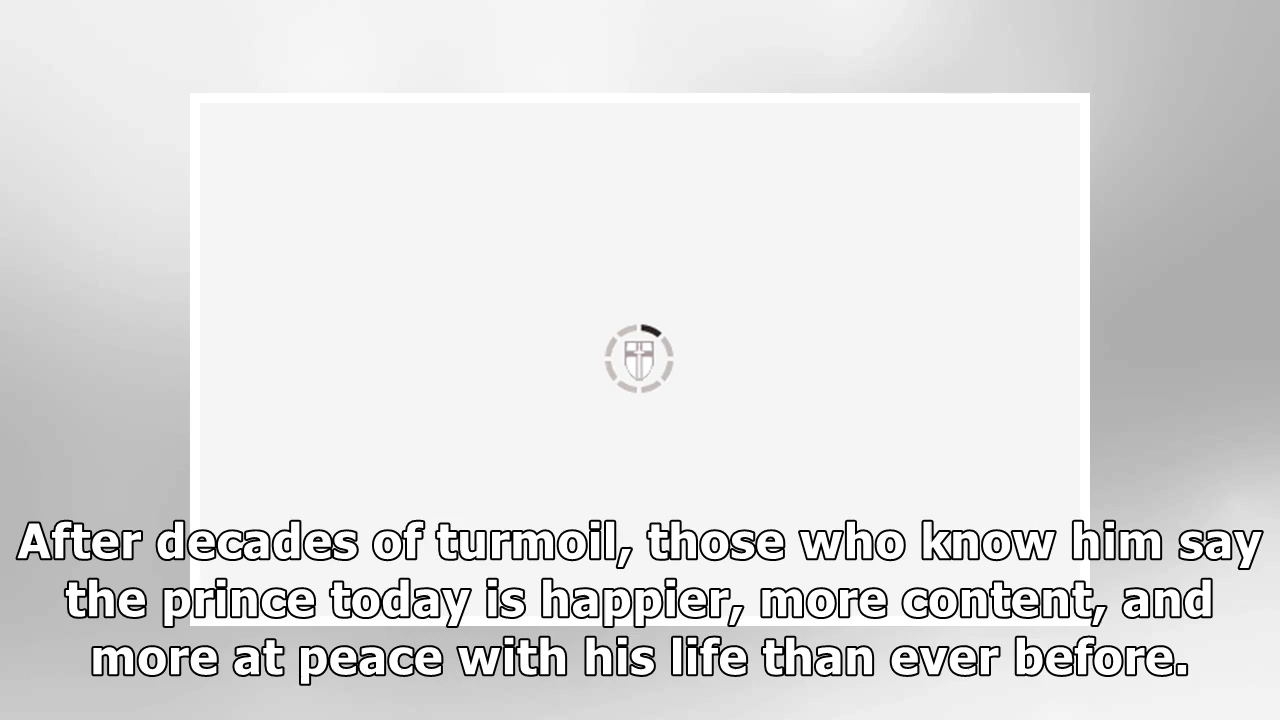 After decades of turmoil, those who know him say
the prince today is happier, more content, and
more at peace with his life than ever before.